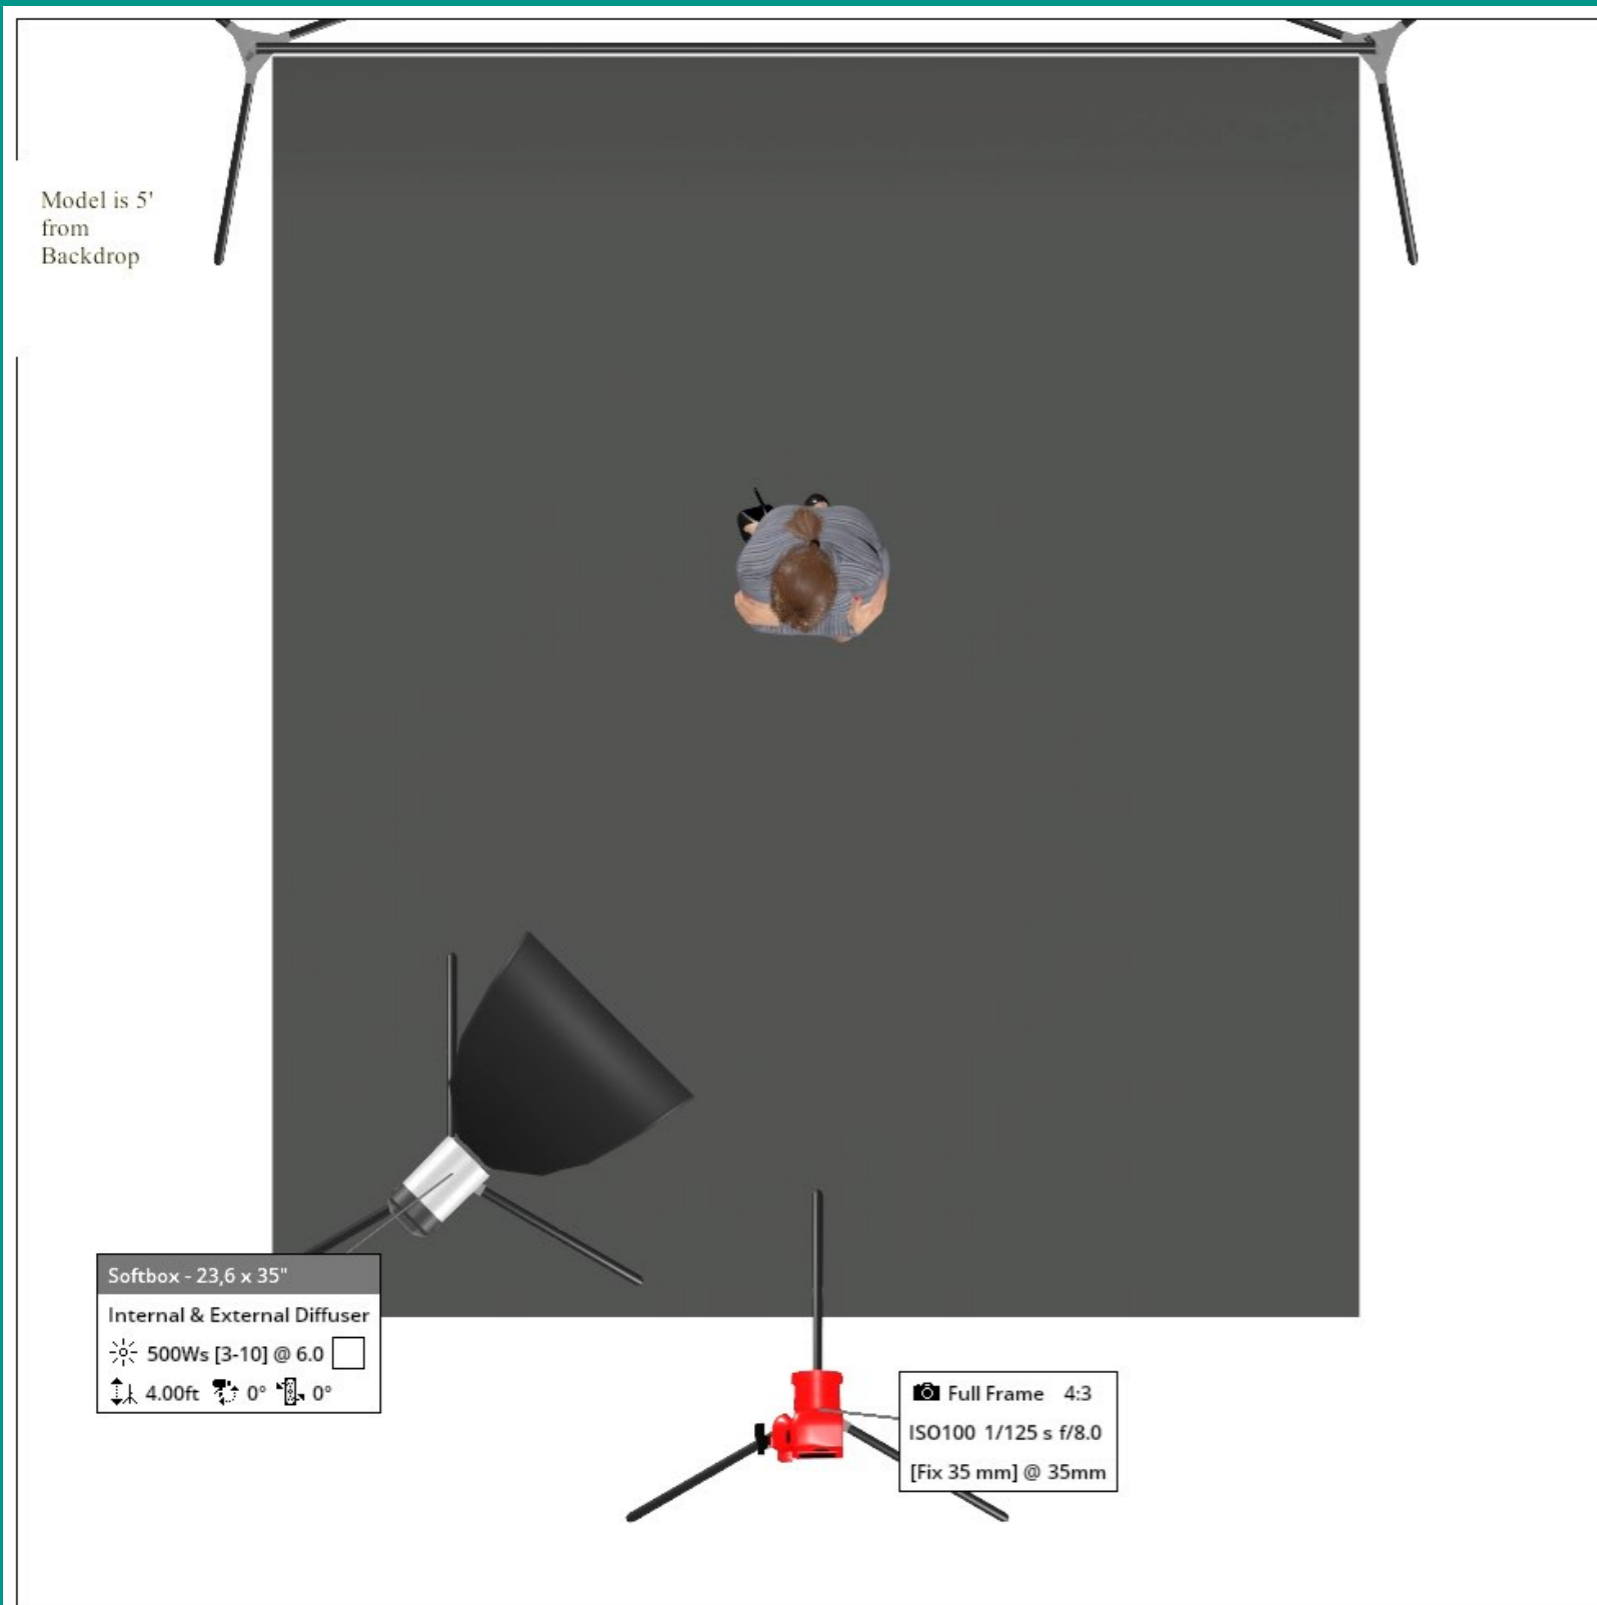 Model is 5'
from
Backdrop
Softbox - 23,6 x 35"
Internal & External Diffuser
500Ws [3-10] @ 6.0
4.00ft 0° 0°
Full Frame 4:3
ISO100 1/125 s f/8.0
[Fix 35 mm] @ 35mm